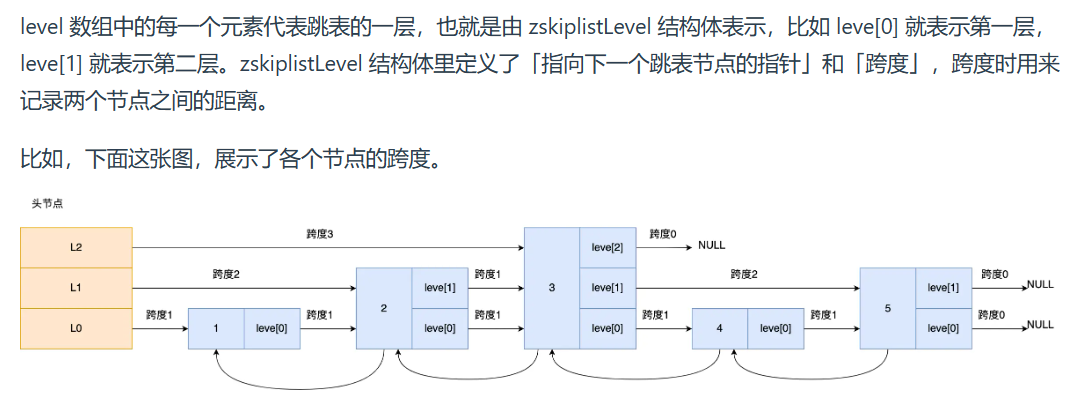 level 数组中的每一个元素代表跳表的一层，也就是由 zskiplistLevel 结构体表示，比如 leve[0] 就表示第一层，
leve[1] 就表示第二层。zskiplistLevel 结构体里定义了「指向下一个跳表节点的指针」和「跨度」，跨度时用来
记录两个节点之间的距离。
比如，下面这张图，展示了各个节点的跨度。
头节点
L2 跨度3 leve[2] 跨度0 NULL
L1 跨度2 leve[1] 跨度1 3 leve[1] 跨度2 leve[1] 跨度0 NULL
2 5
L0 跨度1 1 leve[0] 跨度1 leve[0] 跨度1 leve[0] 跨度1 4 leve[0] 跨度1 leve[0] 跨度0 NULL